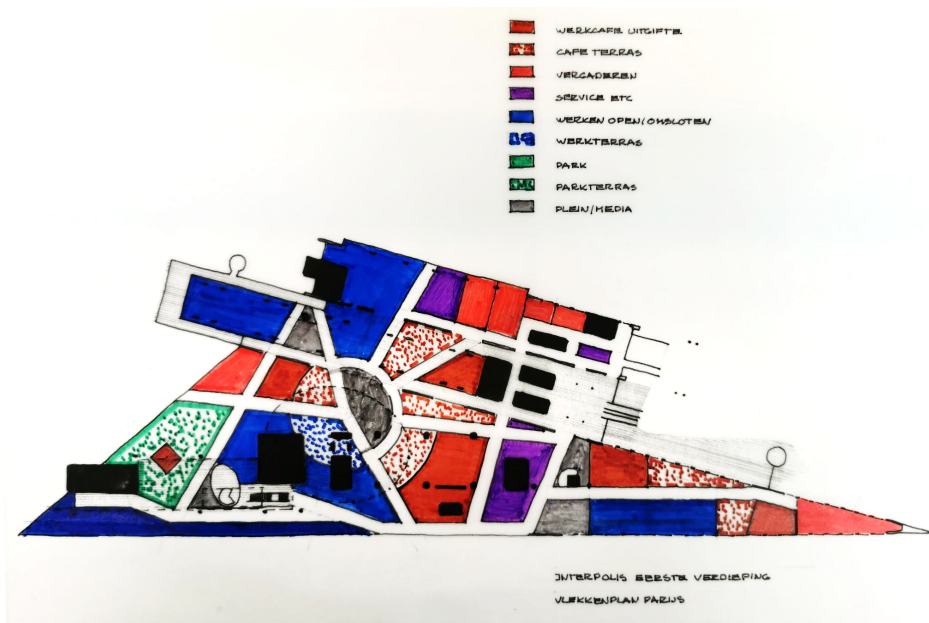 WERKCAFE UITGIFTE
CAFE TERRAS
VERGADEREN
SERVICE ETC
WERKEN OPEN/OMSLOTEN
WERKTERRAS
PARK
PARKTERRAS
PLEIN/MEDIA
INTERPOLIS EERSTE VERDIEPING
VLEKKENPLAN PARIJS